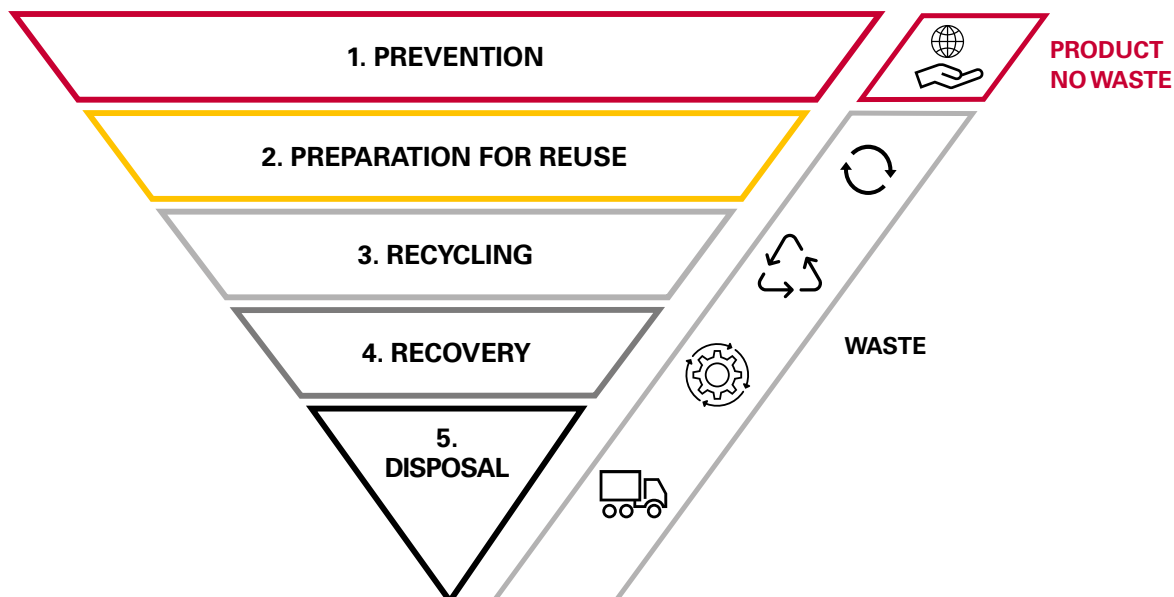 1. PREVENTION
PRODUCT
NO WASTE
2. PREPARATION FOR REUSE
3. RECYCLING
WASTE
4. RECOVERY
5.
DISPOSAL